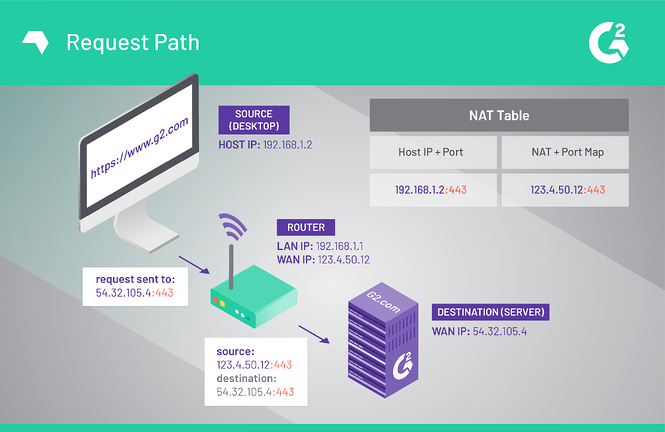 Request Path
G2
https://www.g2.com
SOURCE
(DESKTOP)
HOST IP: 192.168.1.2
NAT Table
Host IP + Port
NAT + Port Map
192.168.1.2:443
123.4.50.12:443
ROUTER
LAN IP: 192.168.1.1
WAN IP: 123.4.50.12
request sent to:
54.32.105.4:443
G2.com
G2
DESTINATION (SERVER)
WAN IP: 54.32.105.4
source:
123.4.50.12:443
destination:
54.32.105.4:443